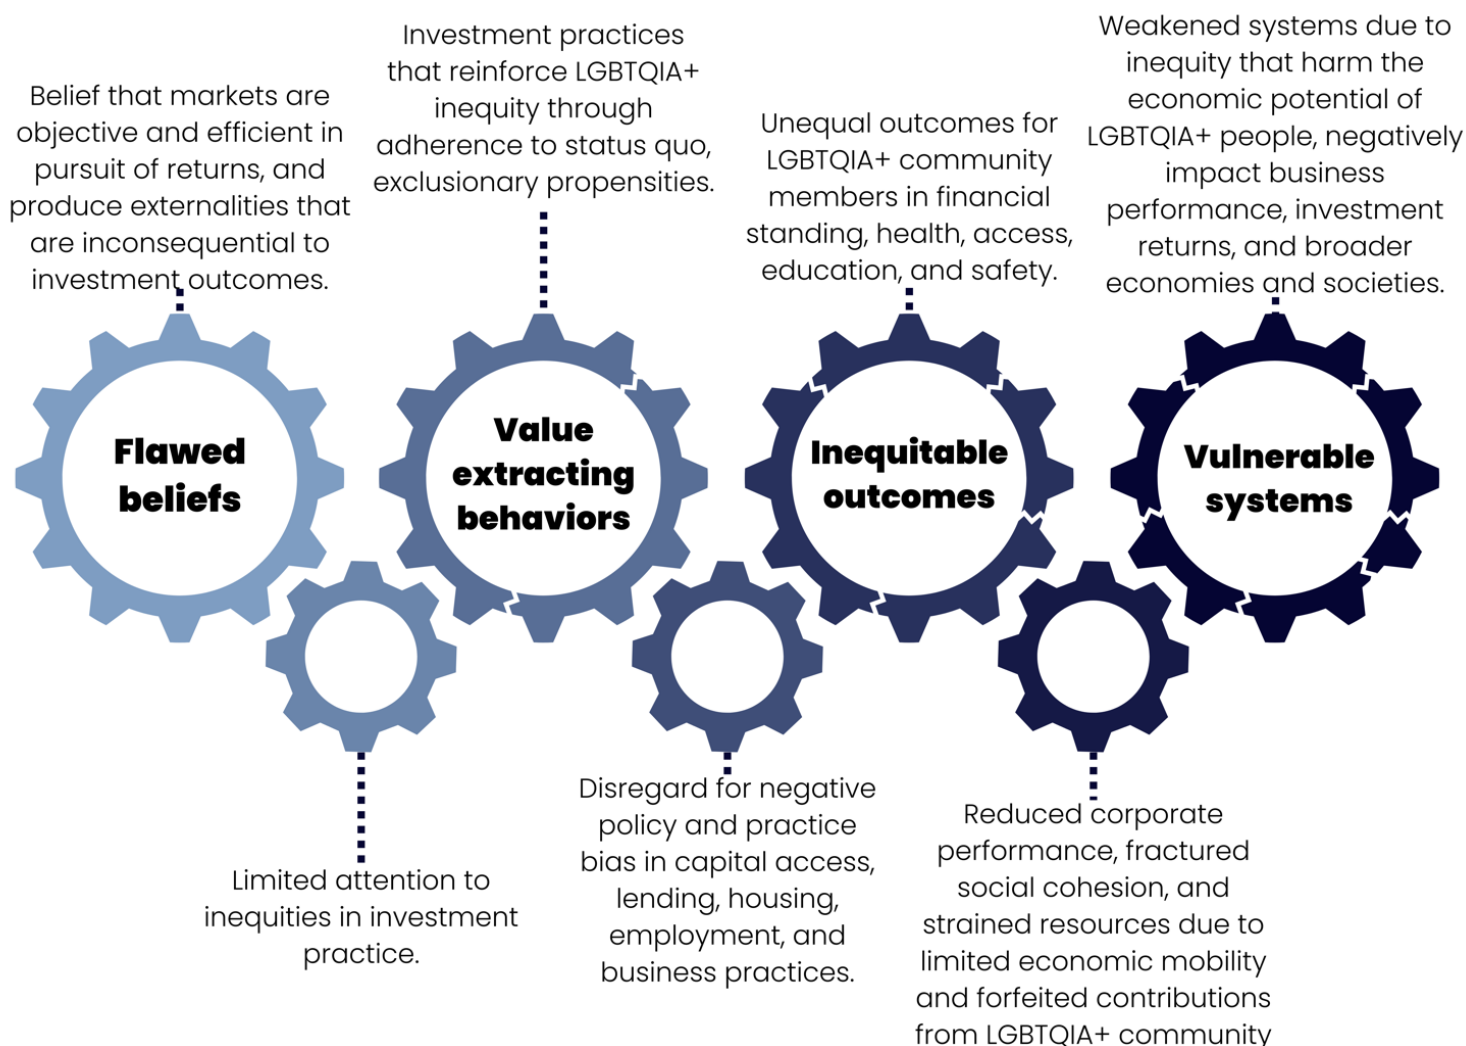 Belief that markets are
objective and efficient in
pursuit of returns, and
produce externalities that
are inconsequential to
investment outcomes.
Investment practices
that reinforce LGBTQIA+
inequity through
adherence to status quo,
exclusionary propensities.
Unequal outcomes for
LGBTQIA+ community
members in financial
standing, health, access,
education, and safety.
Weakened systems due to
inequity that harm the
economic potential of
LGBTQIA+ people, negatively
impact business
performance, investment
returns, and broader
economies and societies.
Flawed
beliefs
Value
extracting
behaviors
Inequitable
outcomes
Vulnerable
systems
Limited attention to
inequities in investment
practice.
Disregard for negative
policy and practice
bias in capital access,
lending, housing,
employment, and
business practices.
Reduced corporate
performance, fractured
social cohesion, and
strained resources due to
limited economic mobility
and forfeited contributions
from LGBTQIA+ community